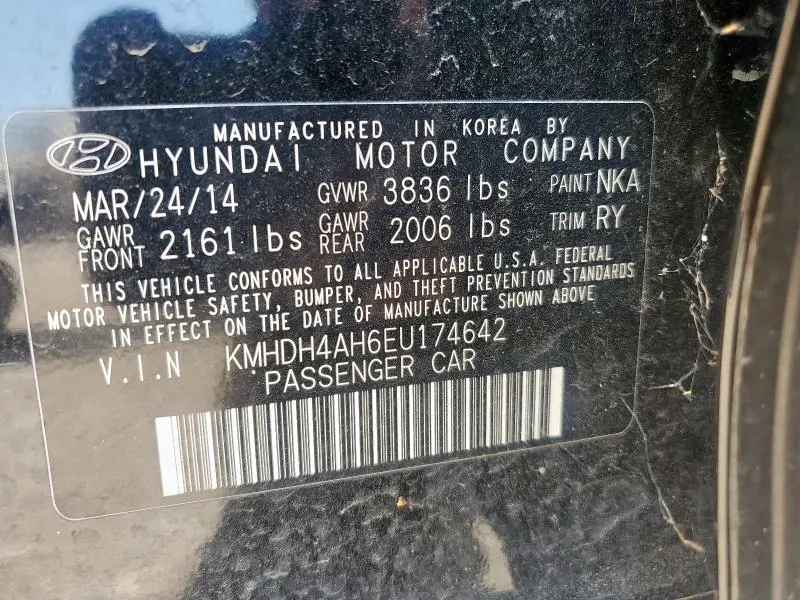 MANUFACTURED IN KOREA BY
HYUNDAI MOTOR COMPANY
MAR/24/14 GVWR 3836 lbs PAINT NKA
GAWR FRONT 2161 lbs GAWR REAR 2006 lbs TRIM RY
THIS VEHICLE CONFORMS TO ALL APPLICABLE U.S.A. FEDERAL
MOTOR VEHICLE SAFETY, BUMPER, AND THEFT PREVENTION STANDARDS
IN EFFECT ON THE DATE OF MANUFACTURE SHOWN ABOVE
V.I.N KMHDH4AH6EU174642
PASSENGER CAR